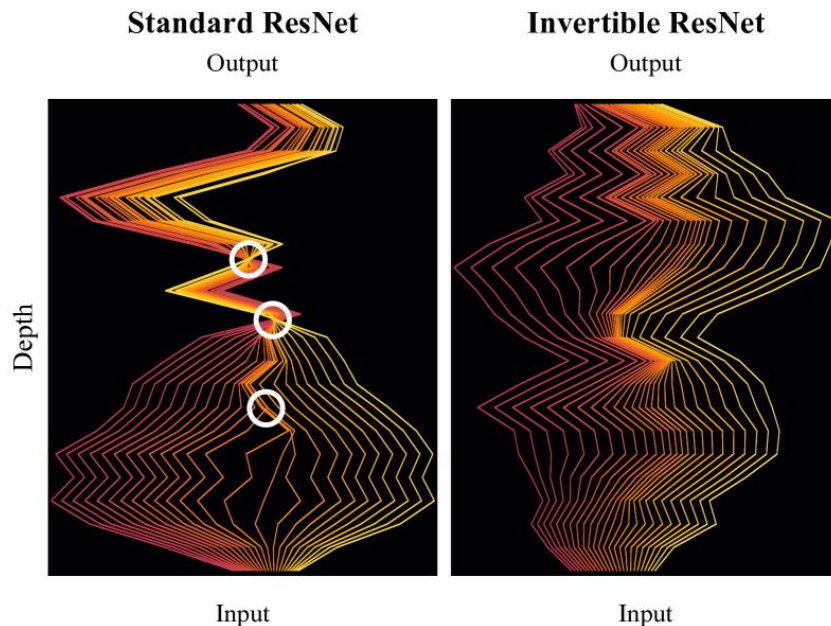 Standard ResNet
Output
Invertible ResNet
Output
Depth
Input
Input